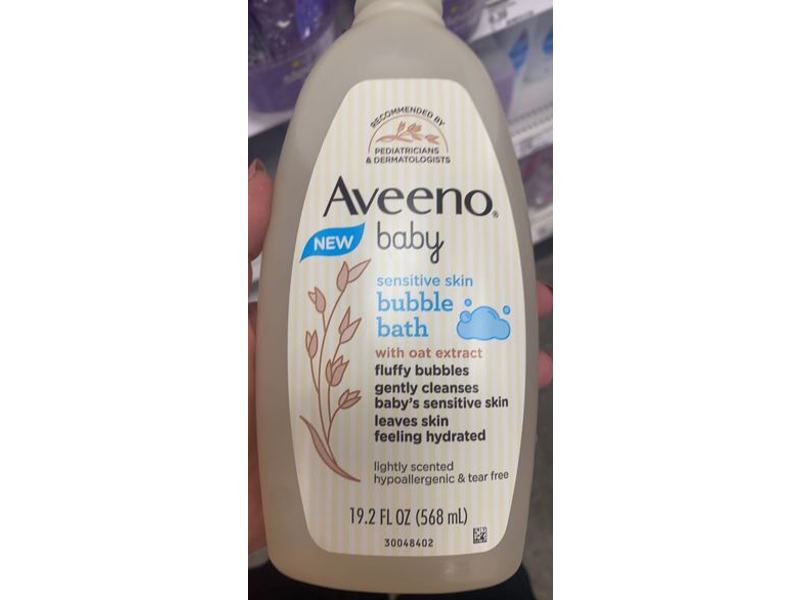 RECOMMENDED BY
PEDIATRICIANS
& DERMATOLOGISTS
Aveeno®
NEW
baby
sensitive skin
bubble
bath
with oat extract
fluffy bubbles
gently cleanses
baby's sensitive skin
leaves skin
feeling hydrated
lightly scented
hypoallergenic & tear free
19.2 FL OZ (568 mL)
30048402